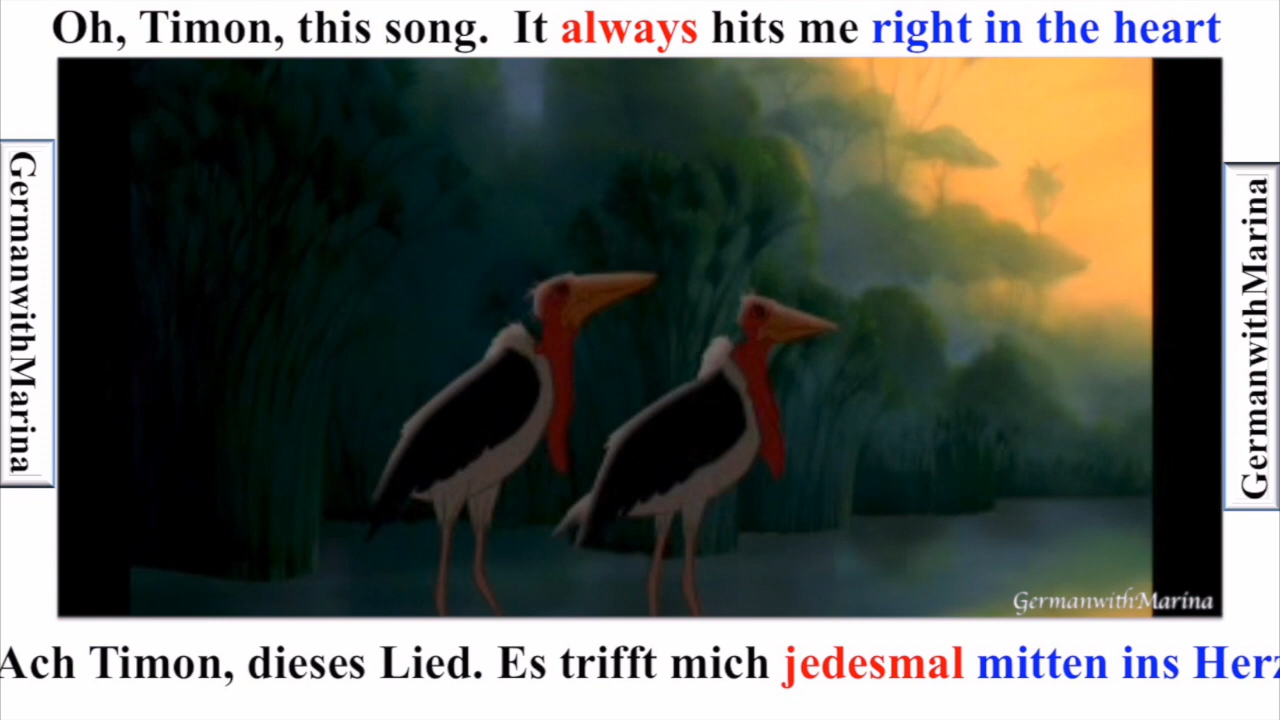 Oh, Timon, this song. It always hits me right in the heart
GermanwithMarina
GermanwithMarina
GermanwithMarina
Ach Timon, dieses Lied. Es trifft mich jedesmal mitten ins Herz